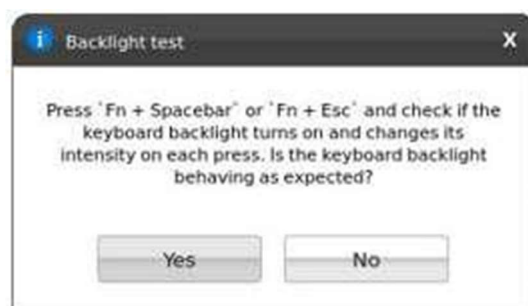 i Backlight test X
Press `Fn + Spacebar` or `Fn + Esc` and check if the
keyboard backlight turns on and changes its
intensity on each press. Is the keyboard backlight
behaving as expected?
Yes No